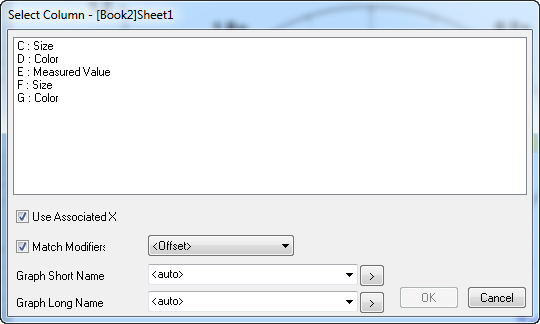 Select Column - [Book2]Sheet1
C : Size
D : Color
E : Measured Value
F : Size
G : Color
Use Associated X
Match Modifiers
<Offset>
Graph Short Name
<auto>
>
Graph Long Name
<auto>
>
OK
Cancel